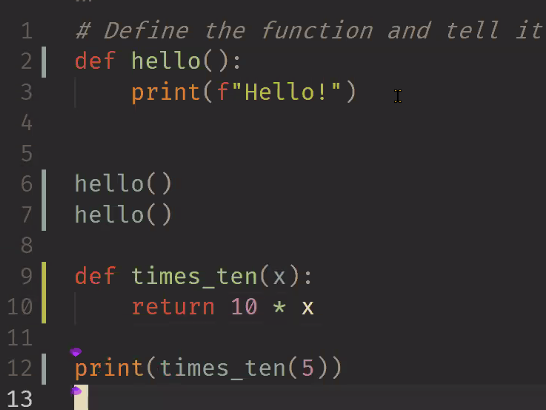 1 # Define the function and tell it
2 def hello():
3     print(f"Hello!")
4
5
6 hello()
7 hello()
8
9 def times_ten(x):
10     return 10 * x
11
12 print(times_ten(5))
13